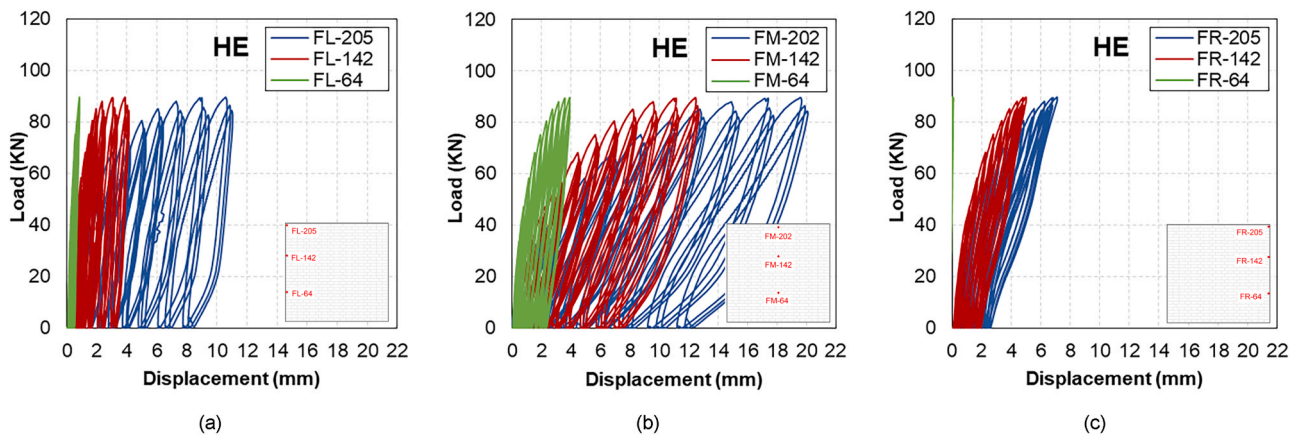 HE
FL-205
FL-142
FL-64
120
100
80
60
40
20
0
Load (KN)
FL-205
FL-142
FL-64
0 2 4 6 8 10 12 14 16 18 20 22
Displacement (mm)
(a)
HE
FM-202
FM-142
FM-64
120
100
80
60
40
20
0
Load (KN)
FM-202
FM-142
FM-64
0 2 4 6 8 10 12 14 16 18 20 22
Displacement (mm)
(b)
HE
FR-205
FR-142
FR-64
120
100
80
60
40
20
0
Load (KN)
FR-205
FR-142
FR-64
0 2 4 6 8 10 12 14 16 18 20 22
Displacement (mm)
(c)